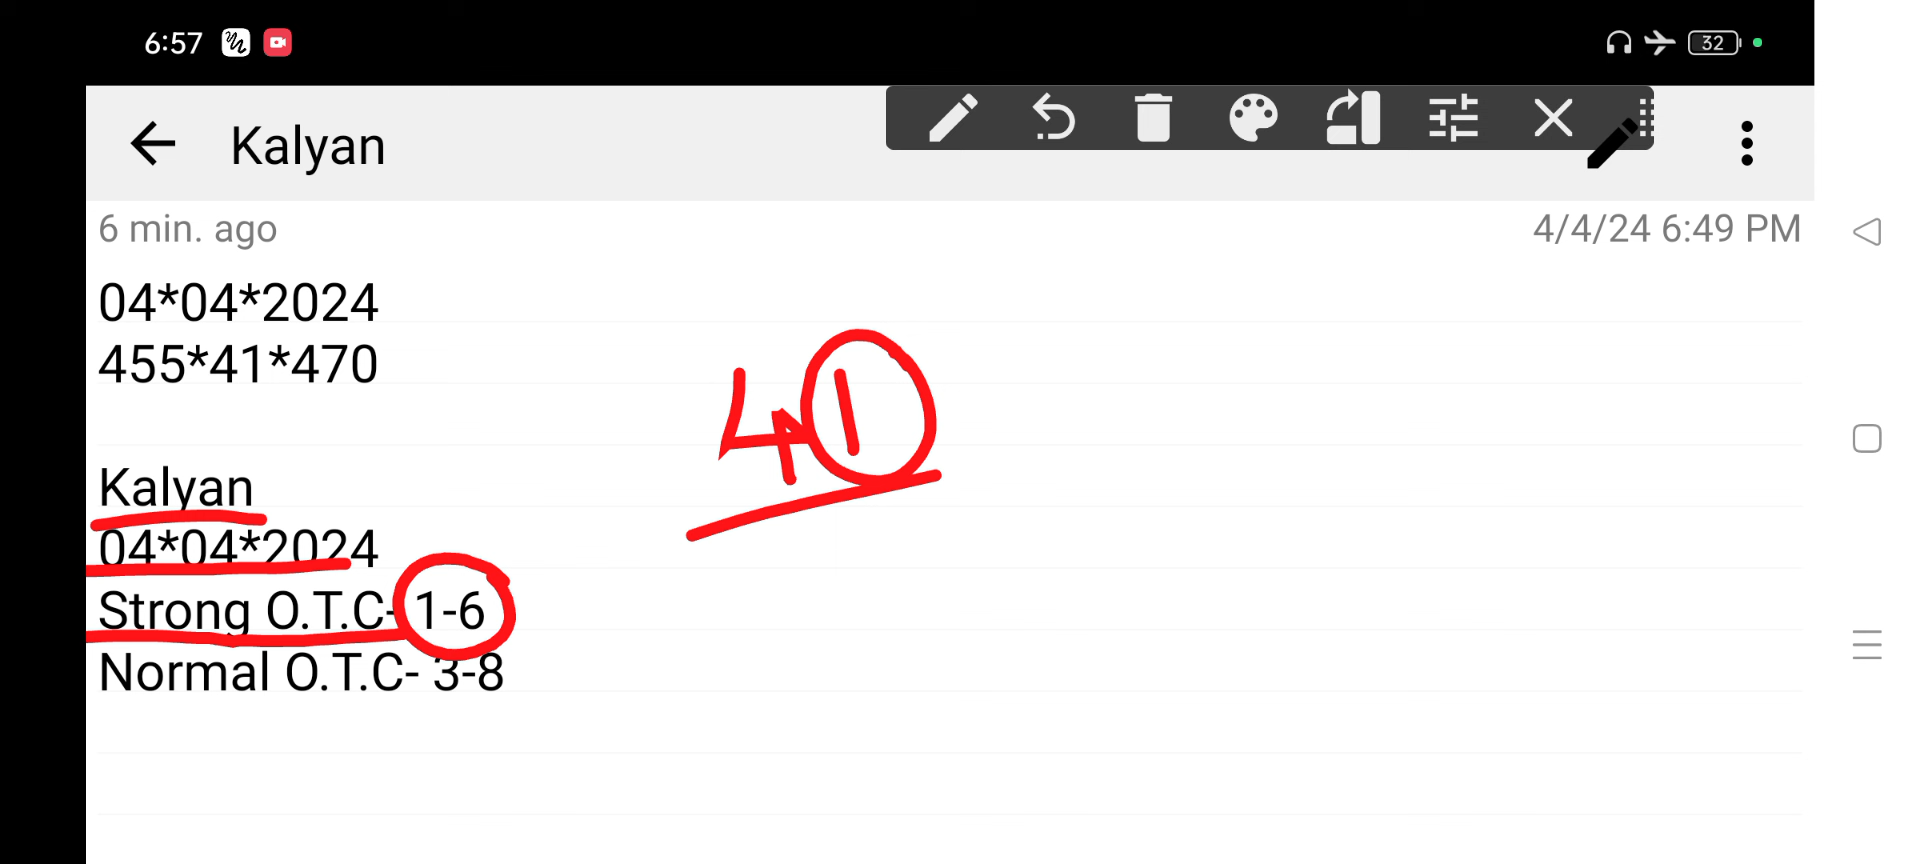 6:57
32
Kalyan
6 min. ago
4/4/24 6:49 PM
04*04*2024
455*41*470
41
Kalyan
04*04*2024
Strong O.T.C- 1-6
Normal O.T.C- 3-8